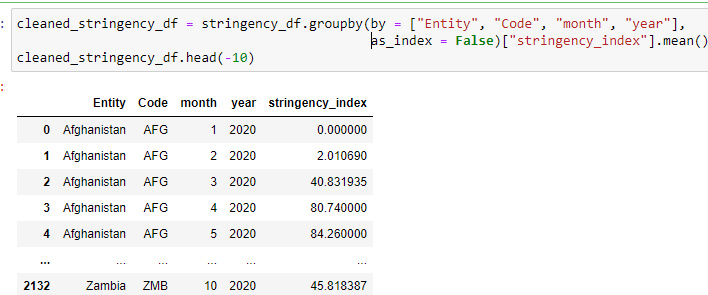 : cleaned_stringency_df = stringency_df.groupby(by = ["Entity", "Code", "month", "year"],
as_index = False)["stringency_index"].mean()
cleaned_stringency_df.head(-10)
:
Entity Code month year stringency_index
0 Afghanistan AFG 1 2020 0.000000
1 Afghanistan AFG 2 2020 2.010690
2 Afghanistan AFG 3 2020 40.831935
3 Afghanistan AFG 4 2020 80.740000
4 Afghanistan AFG 5 2020 84.260000
... ... ... ... ... ...
2132 Zambia ZMB 10 2020 45.818387